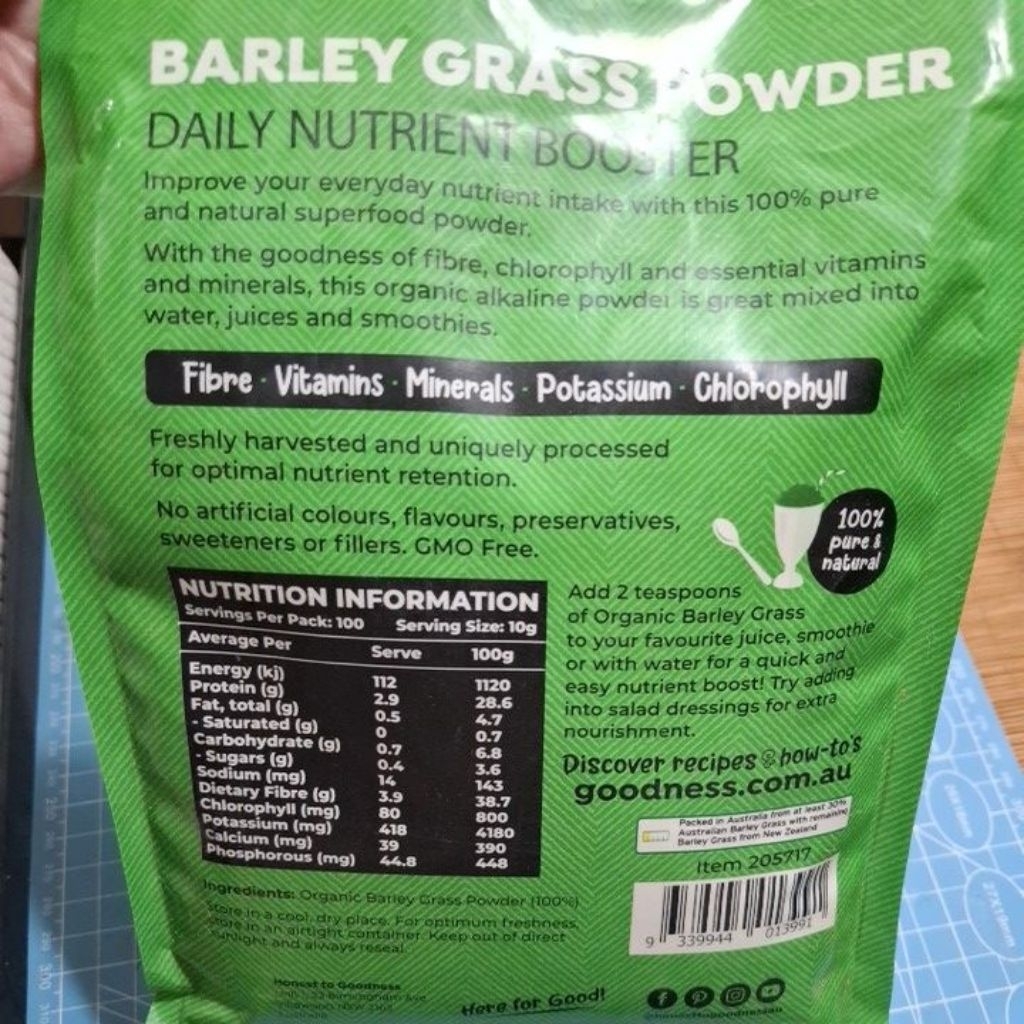 BARLEY GRASS POWDER
DAILY NUTRIENT BOOSTER
Improve your everyday nutrient intake with this 100% pure
and natural superfood powder.
With the goodness of fibre, chlorophyll and essential vitamins
and minerals, this organic alkaline powder is great mixed into
water, juices and smoothies.
Fibre · Vitamins · Minerals · Potassium · Chlorophyll
Freshly harvested and uniquely processed
for optimal nutrient retention.
No artificial colours, flavours, preservatives,
sweeteners or fillers. GMO Free.
100%
pure &
natural
NUTRITION INFORMATION
Servings Per Pack: 100 Serving Size: 10g
Average Per Serve 100g
Energy (kj) 112 1120
Protein (g) 2.9 28.6
Fat, total (g) 0.5 4.7
- Saturated (g) 0 0.7
Carbohydrate (g) 0.7 6.8
- Sugars (g) 0.4 3.6
Sodium (mg) 14 143
Dietary Fibre (g) 3.9 38.7
Chlorophyll (mg) 80 800
Potassium (mg) 418 4180
Calcium (mg) 39 390
Phosphorous (mg) 44.8 448
Add 2 teaspoons
of Organic Barley Grass
to your favourite juice, smoothie
or with water for a quick and
easy nutrient boost! Try adding
into salad dressings for extra
nourishment.
Discover recipes & how-to's
goodness.com.au
Packed in Australia from at least 30%
Australian Barley Grass with remaining
Barley Grass from New Zealand
Item 205717
9 339944 013991
Ingredients: Organic Barley Grass Powder (100%)
Store in a cool, dry place. For optimum freshness,
store in an airtight container. Keep out of direct
sunlight and always reseal.
Honest to Goodness
Here for Good!